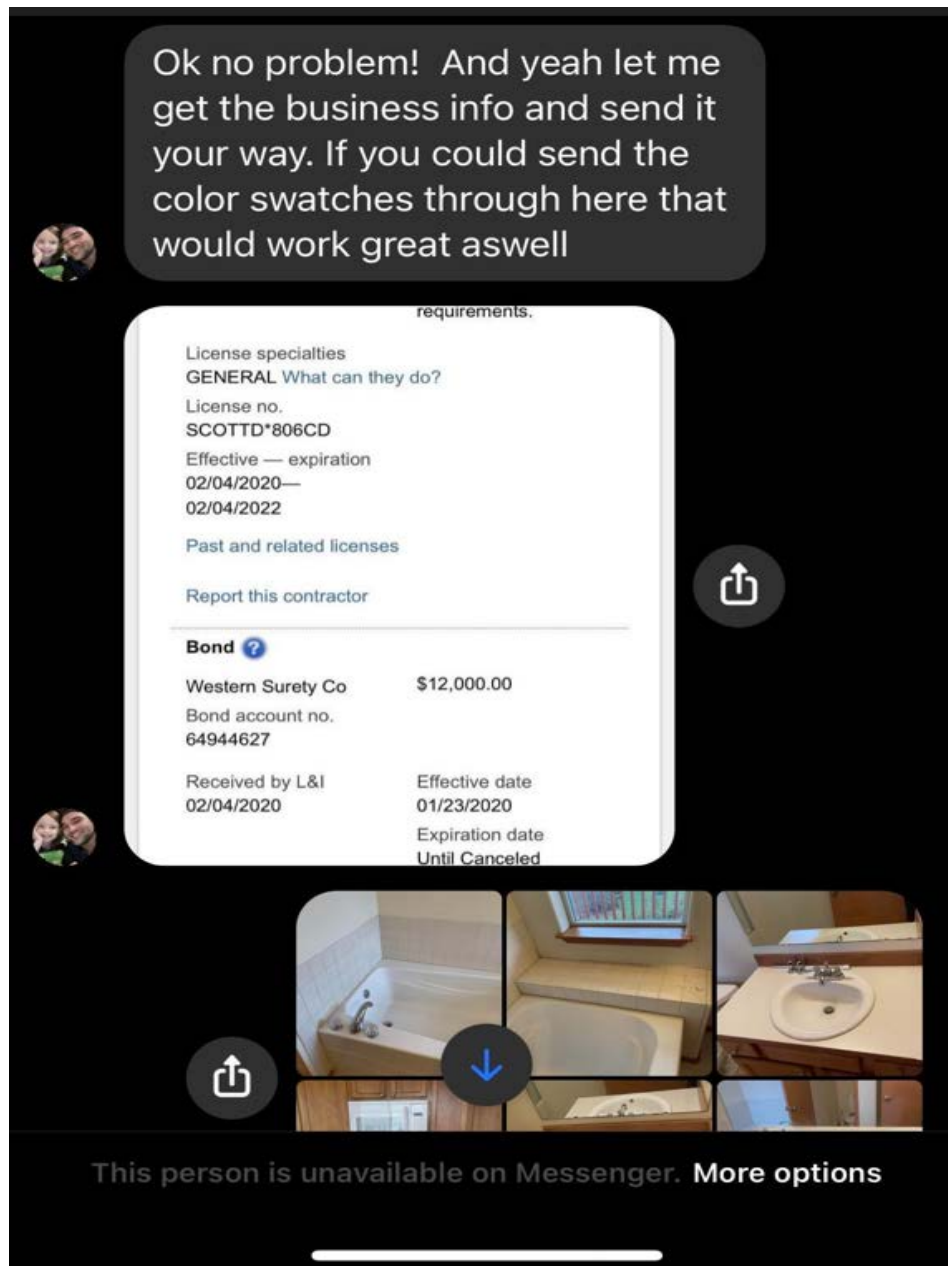 Ok no problem!  And yeah let me
get the business info and send it
your way. If you could send the
color swatches through here that
would work great aswell
requirements.
License specialties
GENERAL What can they do?
License no.
SCOTTD*806CD
Effective — expiration
02/04/2020—
02/04/2022
Past and related licenses
Report this contractor
Bond ?
Western Surety Co $12,000.00
Bond account no.
64944627
Received by L&I Effective date
02/04/2020 01/23/2020
Expiration date
Until Canceled
This person is unavailable on Messenger. More options